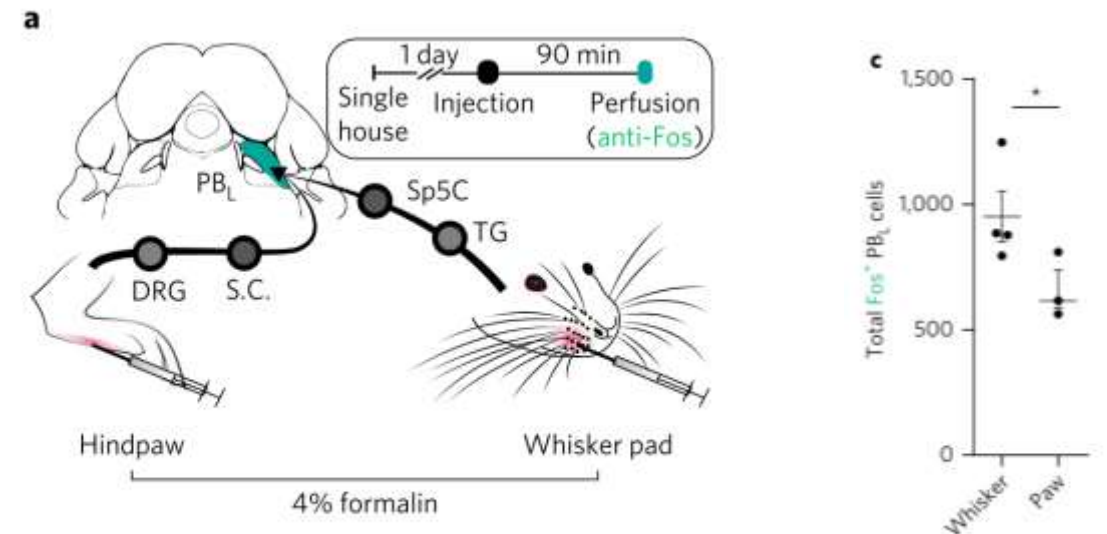 a
1 day
90 min
Single
house
Injection
Perfusion
(anti-Fos)
PBL
Sp5C
TG
DRG
S.C.
Hindpaw
Whisker pad
4% formalin
c
1,500
*
1,000
500
0
Total Fos+ PBL cells
Whisker
Paw